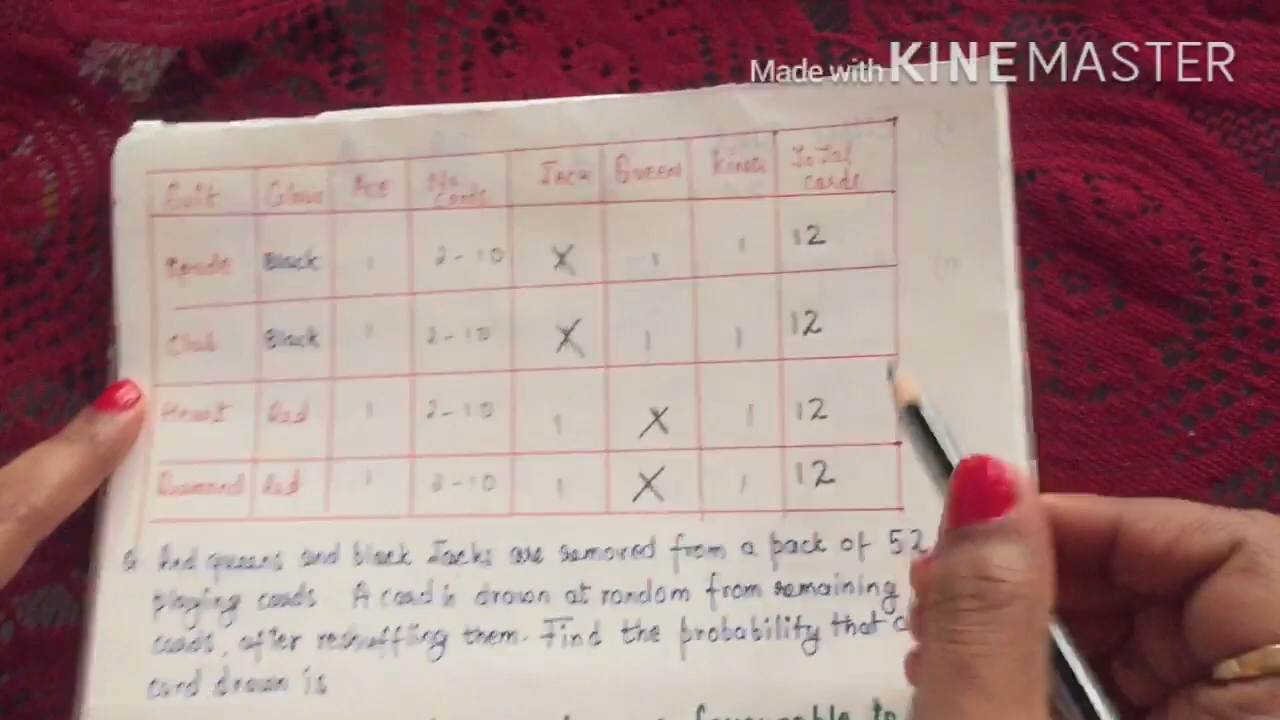 Made with KINEMASTER
Suit Colour Ace No. cards Jack Queen King Total cards
Spade Black 1 2-10 X 1 1 12
Club Black 1 2-10 X 1 1 12
Heart Red 1 2-10 1 X 1 12
Diamond Red 1 2-10 1 X 1 12
Q Red queens and black Jacks are removed from a pack of 52
playing cards. A card is drawn at random from remaining
cards, after reshuffling them. Find the probability that
card drawn is
favourable to